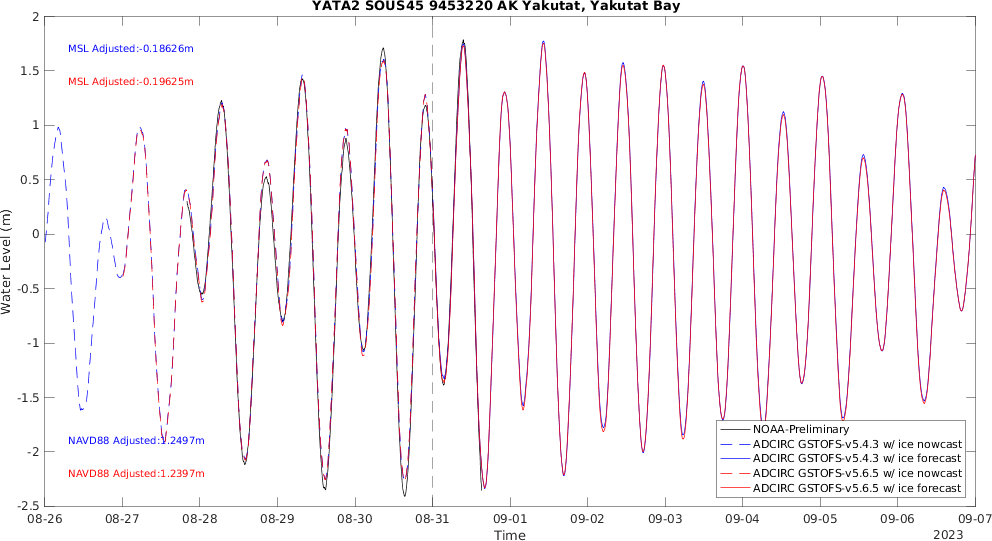 YATA2 SOUS45 9453220 AK Yakutat, Yakutat Bay
2
1.5
1
0.5
0
-0.5
-1
-1.5
-2
-2.5
Water Level (m)
MSL Adjusted:-0.18626m
MSL Adjusted:-0.19625m
NAVD88 Adjusted:1.2497m
NAVD88 Adjusted:1.2397m
NOAA-Preliminary
ADCIRC GSTOFS-v5.4.3 w/ ice nowcast
ADCIRC GSTOFS-v5.4.3 w/ ice forecast
ADCIRC GSTOFS-v5.6.5 w/ ice nowcast
ADCIRC GSTOFS-v5.6.5 w/ ice forecast
08-26 08-27 08-28 08-29 08-30 08-31 09-01 09-02 09-03 09-04 09-05 09-06 09-07
Time
2023